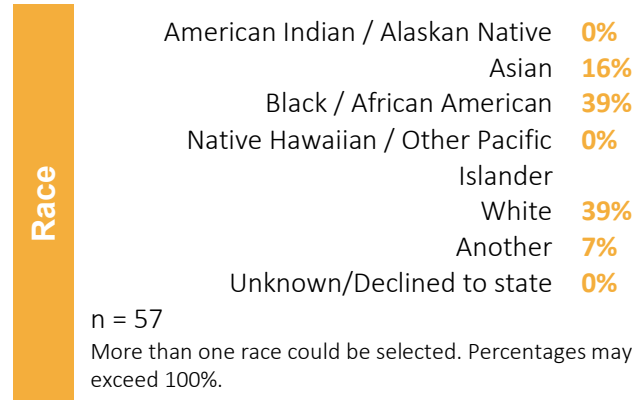 Race
American Indian / Alaskan Native 0%
Asian 16%
Black / African American 39%
Native Hawaiian / Other Pacific 0%
Islander
White 39%
Another 7%
Unknown/Declined to state 0%
n = 57
More than one race could be selected. Percentages may
exceed 100%.